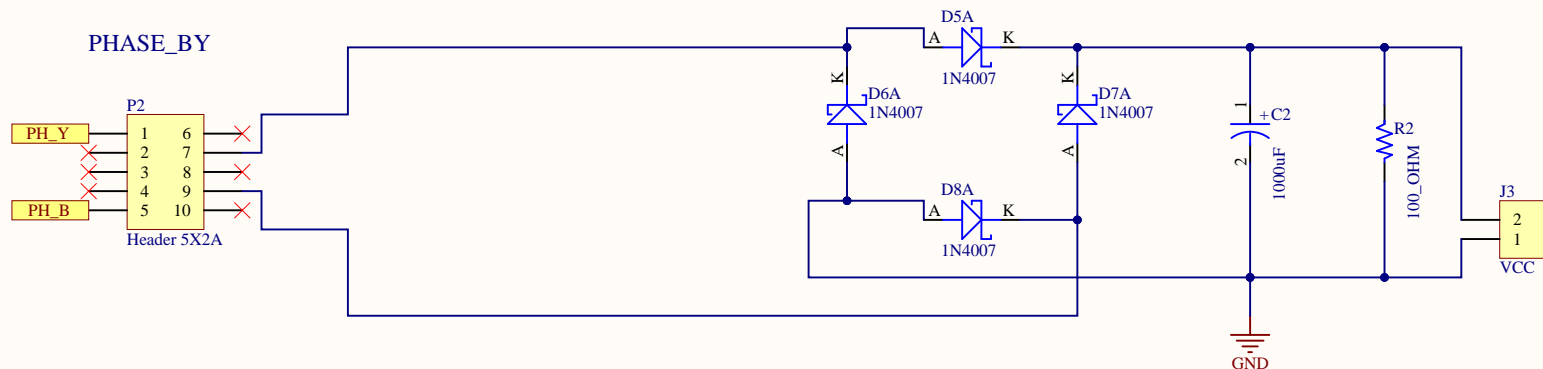 PHASE_BY
P2
PH_Y
1 6
2 7
3 8
4 9
PH_B
5 10
Header 5X2A
D5A
A K
1N4007
K
D6A
1N4007
A
K
D7A
1N4007
A
D8A
A K
1N4007
1
+ C2
2
1000uF
R2
100_OHM
J3
2
1
VCC
GND